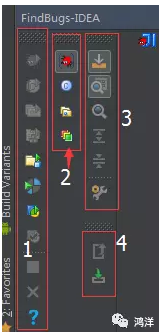 FindBugs-IDEA
Build Variants
2: Favorites
1
2
3
4
?
鸿洋